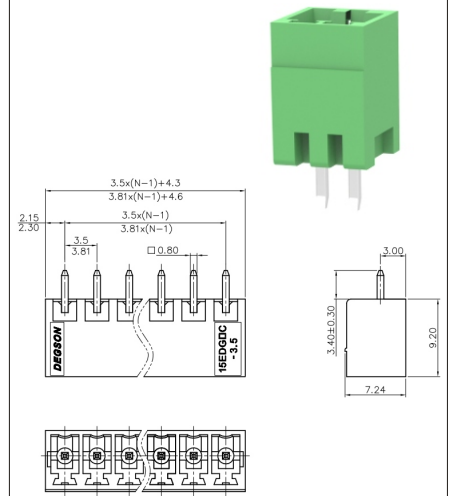 3.5x(N-1)+4.3
3.81x(N-1)+4.6
2.15
2.30
3.5x(N-1)
3.81x(N-1)
3.5
3.81
□0.80
3.00
3.40±0.30
9.20
7.24
DEGSON
15EDG□C
-3.5